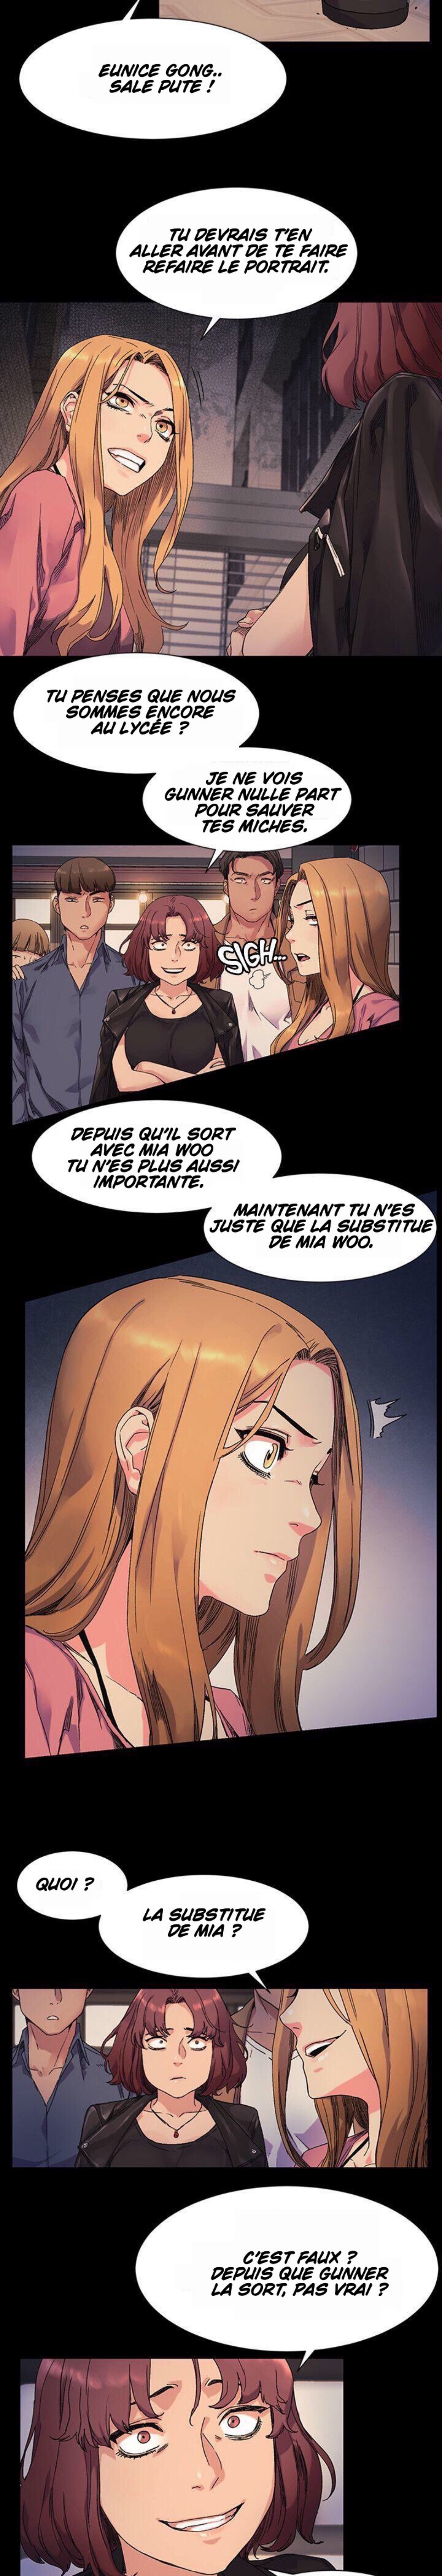 EUNICE GONG..
SALE PUTE !
TU DEVRAIS T'EN
ALLER AVANT DE TE FAIRE
REFAIRE LE PORTRAIT.
TU PENSES QUE NOUS
SOMMES ENCORE
AU LYCÉE ?
JE NE VOIS
GUNNER NULLE PART
POUR SAUVER
TES MICHES.
SIGH...
DEPUIS QU'IL SORT
AVEC MIA WOO
TU N'ES PLUS AUSSI
IMPORTANTE.
MAINTENANT TU N'ES
JUSTE QUE LA SUBSTITUE
DE MIA WOO.
QUOI ?
LA SUBSTITUE
DE MIA ?
C'EST FAUX ?
DEPUIS QUE GUNNER
LA SORT, PAS VRAI ?